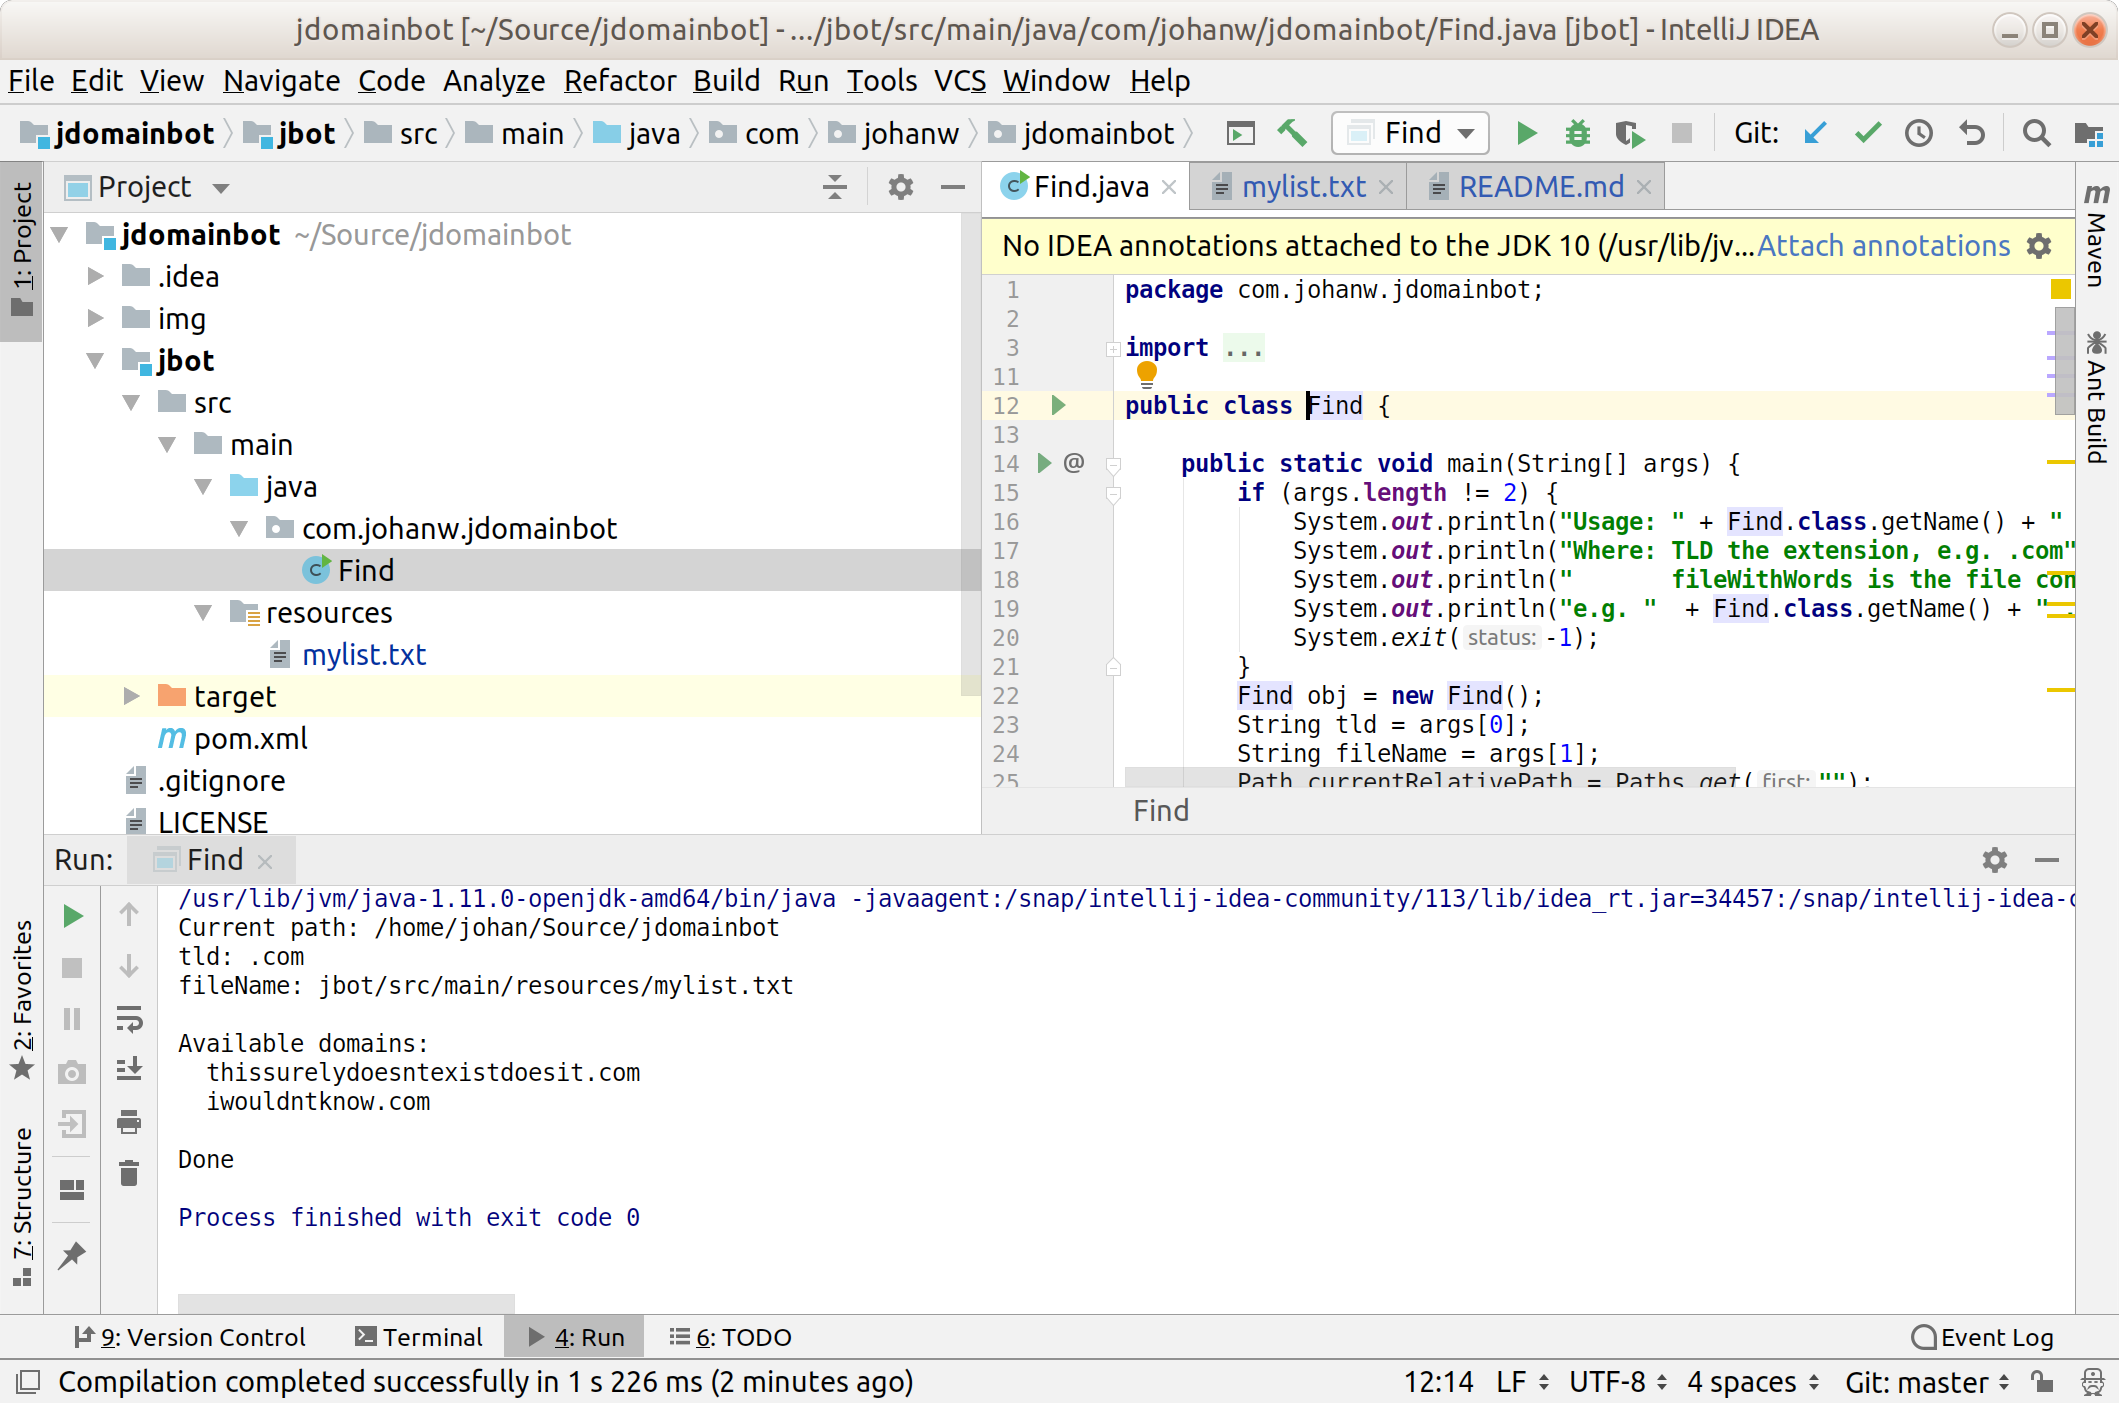 jdomainbot [~/Source/jdomainbot] - .../jbot/src/main/java/com/johanw/jdomainbot/Find.java [jbot] - IntelliJ IDEA
File Edit View Navigate Code Analyze Refactor Build Run Tools VCS Window Help
jdomainbot jbot src main java com johanw jdomainbot Find Git:
1: Project
Project
jdomainbot ~/Source/jdomainbot
.idea
img
jbot
src
main
java
com.johanw.jdomainbot
Find
resources
mylist.txt
target
pom.xml
.gitignore
LICENSE
Find.java mylist.txt README.md
No IDEA annotations attached to the JDK 10 (/usr/lib/jv... Attach annotations
1 package com.johanw.jdomainbot;
2
3 import ...
11
12 public class Find {
13
14 @ public static void main(String[] args) {
15 if (args.length != 2) {
16 System.out.println("Usage: " + Find.class.getName() + "
17 System.out.println("Where: TLD the extension, e.g. .com"
18 System.out.println("       fileWithWords is the file con
19 System.out.println("e.g. "  + Find.class.getName() + " .
20 System.exit( status: -1);
21 }
22 Find obj = new Find();
23 String tld = args[0];
24 String fileName = args[1];
25 Path currentRelativePath = Paths.get( first: "");
Find
Maven
Ant Build
Run: Find
/usr/lib/jvm/java-1.11.0-openjdk-amd64/bin/java -javaagent:/snap/intellij-idea-community/113/lib/idea_rt.jar=34457:/snap/intellij-idea-c
Current path: /home/johan/Source/jdomainbot
tld: .com
fileName: jbot/src/main/resources/mylist.txt
Available domains:
thissurelydoesntexistdoesit.com
iwouldntknow.com
Done
Process finished with exit code 0
2: Favorites
7: Structure
9: Version Control Terminal 4: Run 6: TODO Event Log
Compilation completed successfully in 1 s 226 ms (2 minutes ago) 12:14 LF UTF-8 4 spaces Git: master